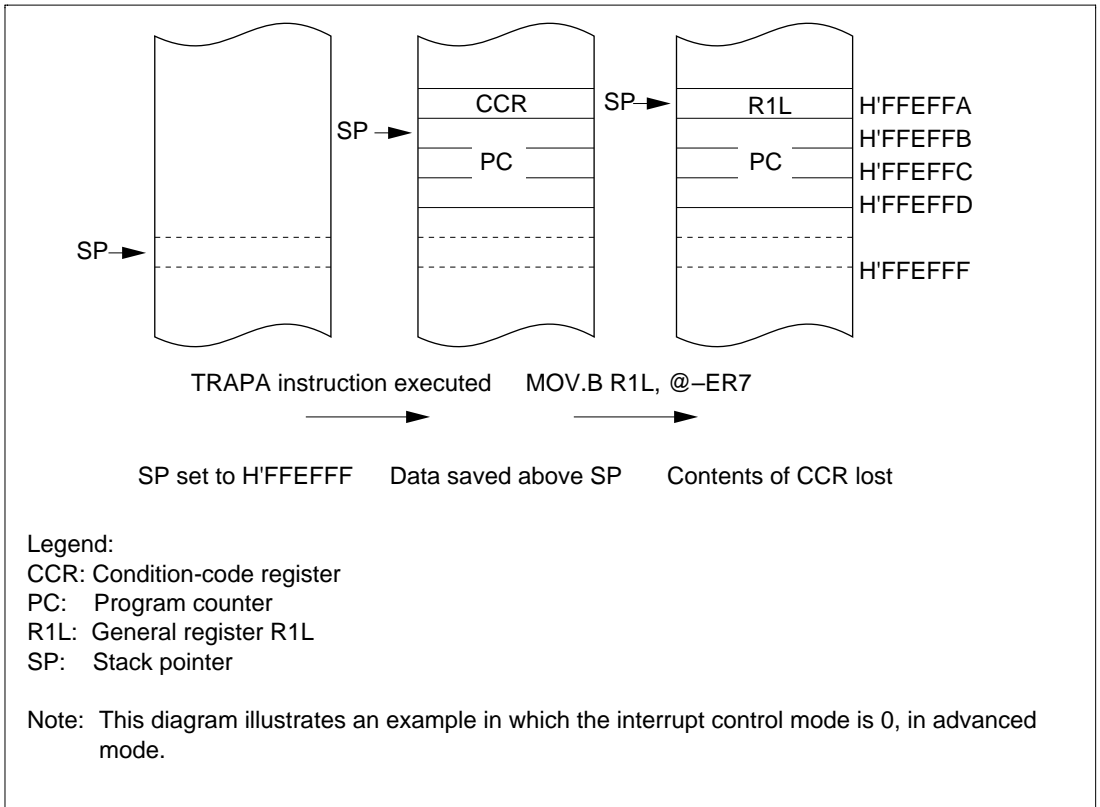 CCR
SP
R1L
H'FFEFFA
SP
H'FFEFFB
PC
PC
H'FFEFFC
H'FFEFFD
SP
H'FFEFFF
TRAPA instruction executed
MOV.B R1L, @–ER7
SP set to H'FFEFFF
Data saved above SP
Contents of CCR lost
Legend:
CCR: Condition-code register
PC: Program counter
R1L: General register R1L
SP: Stack pointer
Note: This diagram illustrates an example in which the interrupt control mode is 0, in advanced
mode.